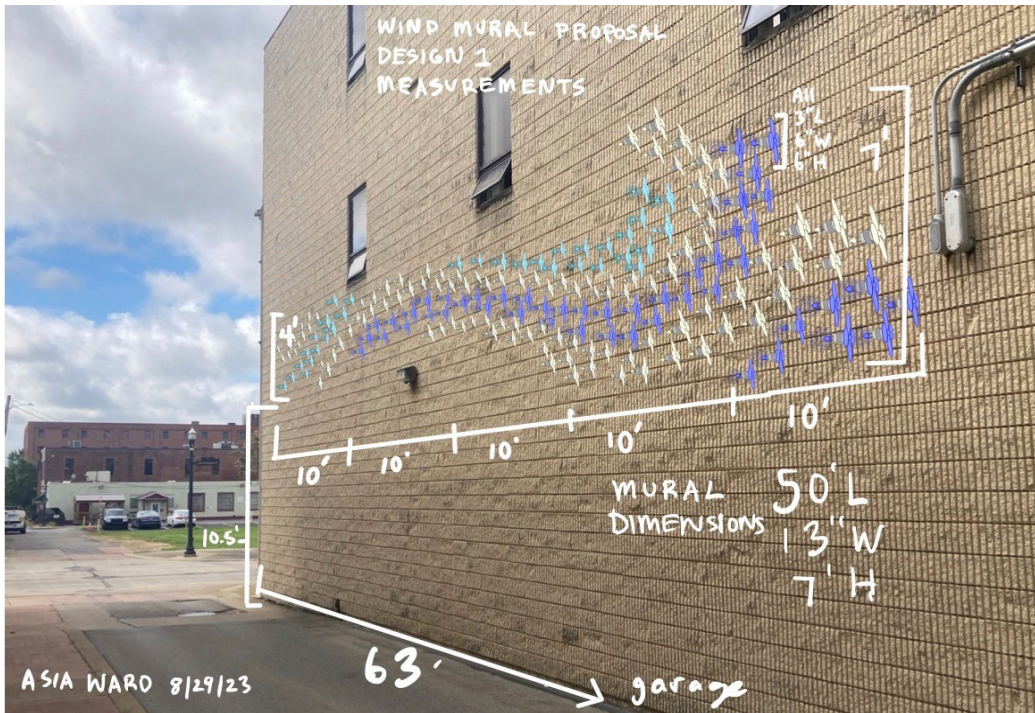 WIND MURAL PROPOSAL
DESIGN 1
MEASUREMENTS
All
3"L
6"W
6"H
7'
4'
10'
10'
10'
10'
10'
MURAL DIMENSIONS
50'L
13"W
7'H
10.5'
63'
garage
ASIA WARD 8/29/23